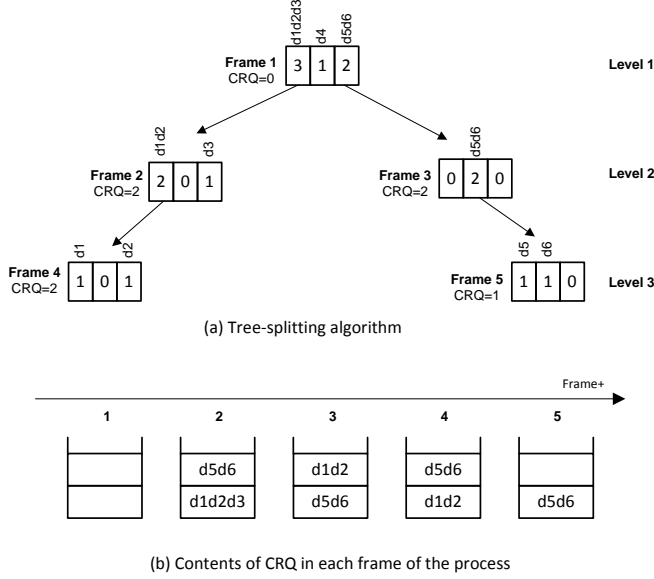 d1d2d3 d4 d5d6
Frame 1
CRQ=0
3 1 2
Level 1
d1d2 d3
Frame 2
CRQ=2
2 0 1
d5d6
Frame 3
CRQ=2
0 2 0
Level 2
d1 d2
Frame 4
CRQ=2
1 0 1
d5 d6
Frame 5
CRQ=1
1 1 0
Level 3
(a) Tree-splitting algorithm
Frame+
1 2 3 4 5
d5d6 d1d2 d5d6
d1d2d3 d5d6 d1d2 d5d6
(b) Contents of CRQ in each frame of the process